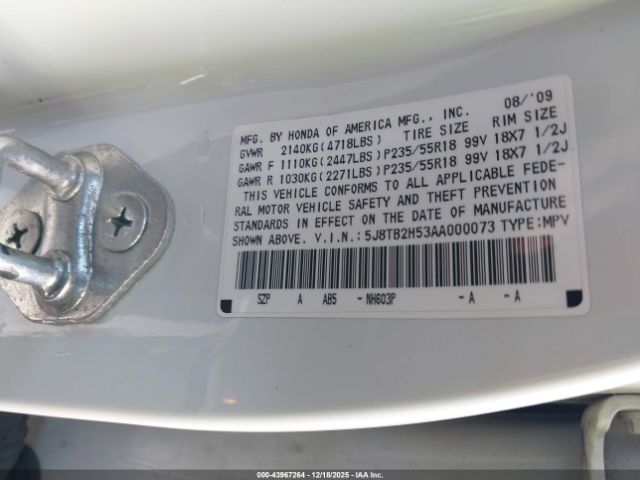 MFG. BY HONDA OF AMERICA MFG., INC. 08/'09
GVWR 2140KG(4718LBS) TIRE SIZE RIM SIZE
GAWR F 1110KG(2447LBS)P235/55R18 99V 18X7 1/2J
GAWR R 1030KG(2271LBS)P235/55R18 99V 18X7 1/2J
THIS VEHICLE CONFORMS TO ALL APPLICABLE FEDE-
RAL MOTOR VEHICLE SAFETY AND THEFT PREVENTION
STANDARDS IN EFFECT ON THE DATE OF MANUFACTURE
SHOWN ABOVE. V.I.N.: 5J8TB2H53AA000073 TYPE:MPV
SZP A AB5 - NH603P - A - A
000-43967264 | 12/18/2025 - IAA Inc.